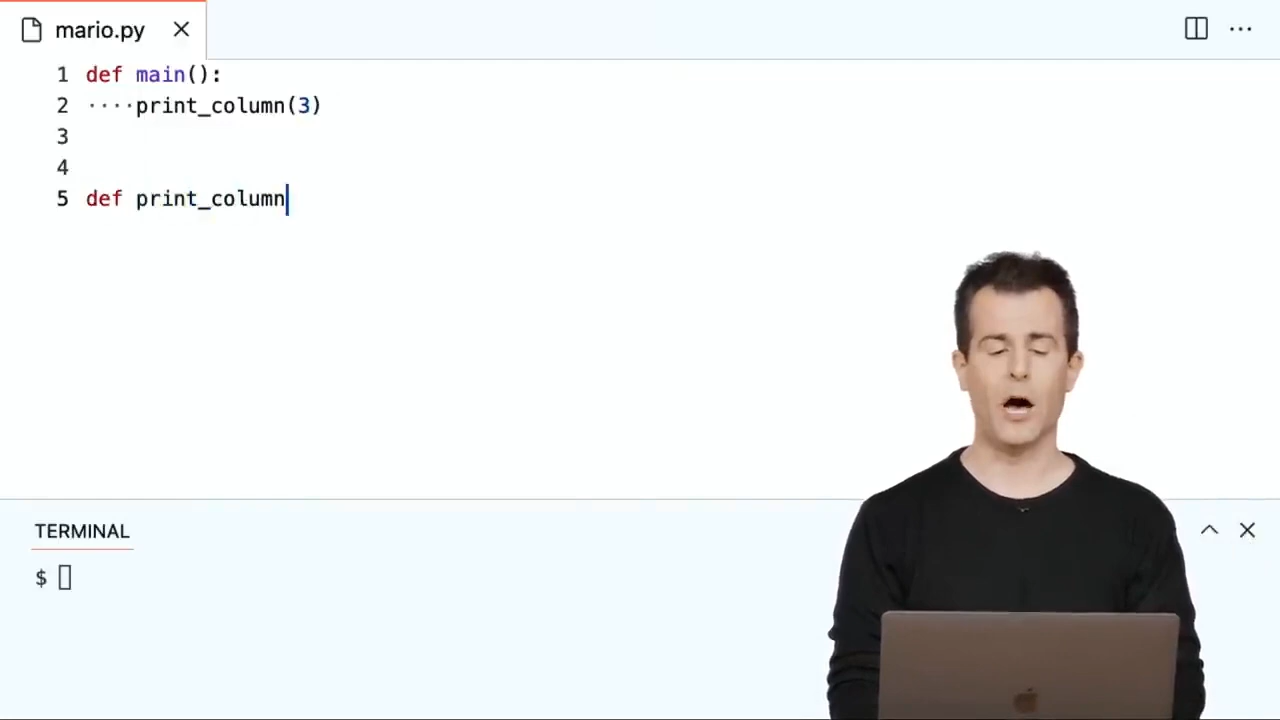 mario.py
1 def main():
2 ····print_column(3)
3
4
5 def print_column
TERMINAL
$